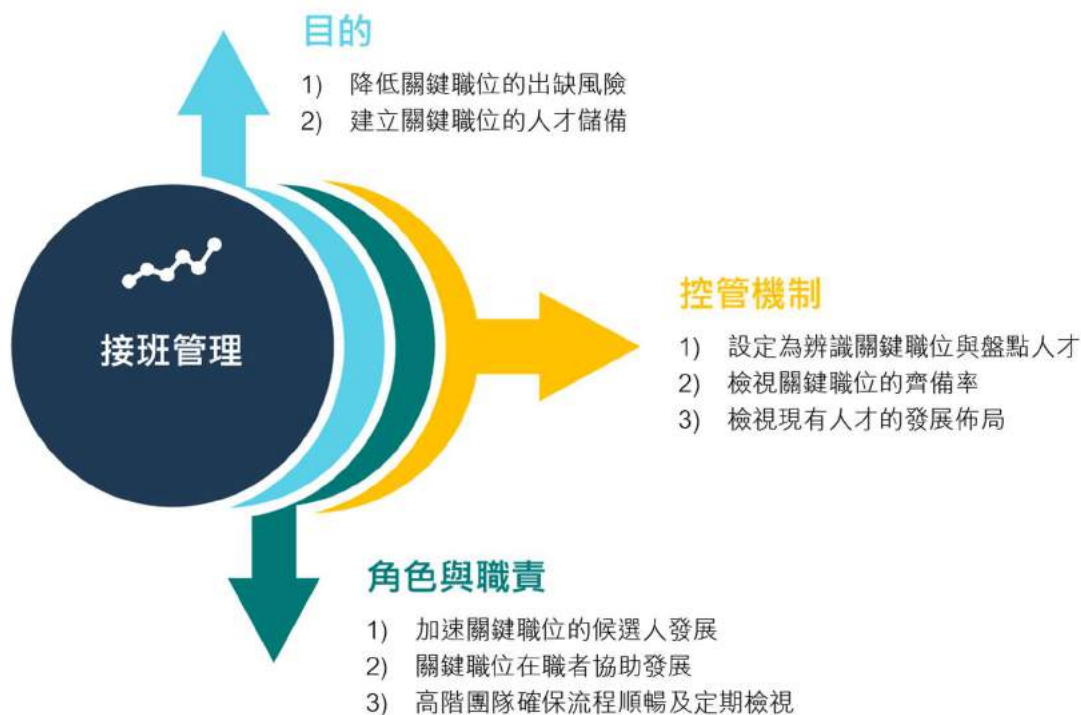 目的
1) 降低關鍵職位的出缺風險
2) 建立關鍵職位的人才儲備
接班管理
控管機制
1) 設定為辨識關鍵職位與盤點人才
2) 檢視關鍵職位的齊備率
3) 檢視現有人才的發展佈局
角色與職責
1) 加速關鍵職位的候選人發展
2) 關鍵職位在職者協助發展
3) 高階團隊確保流程順暢及定期檢視